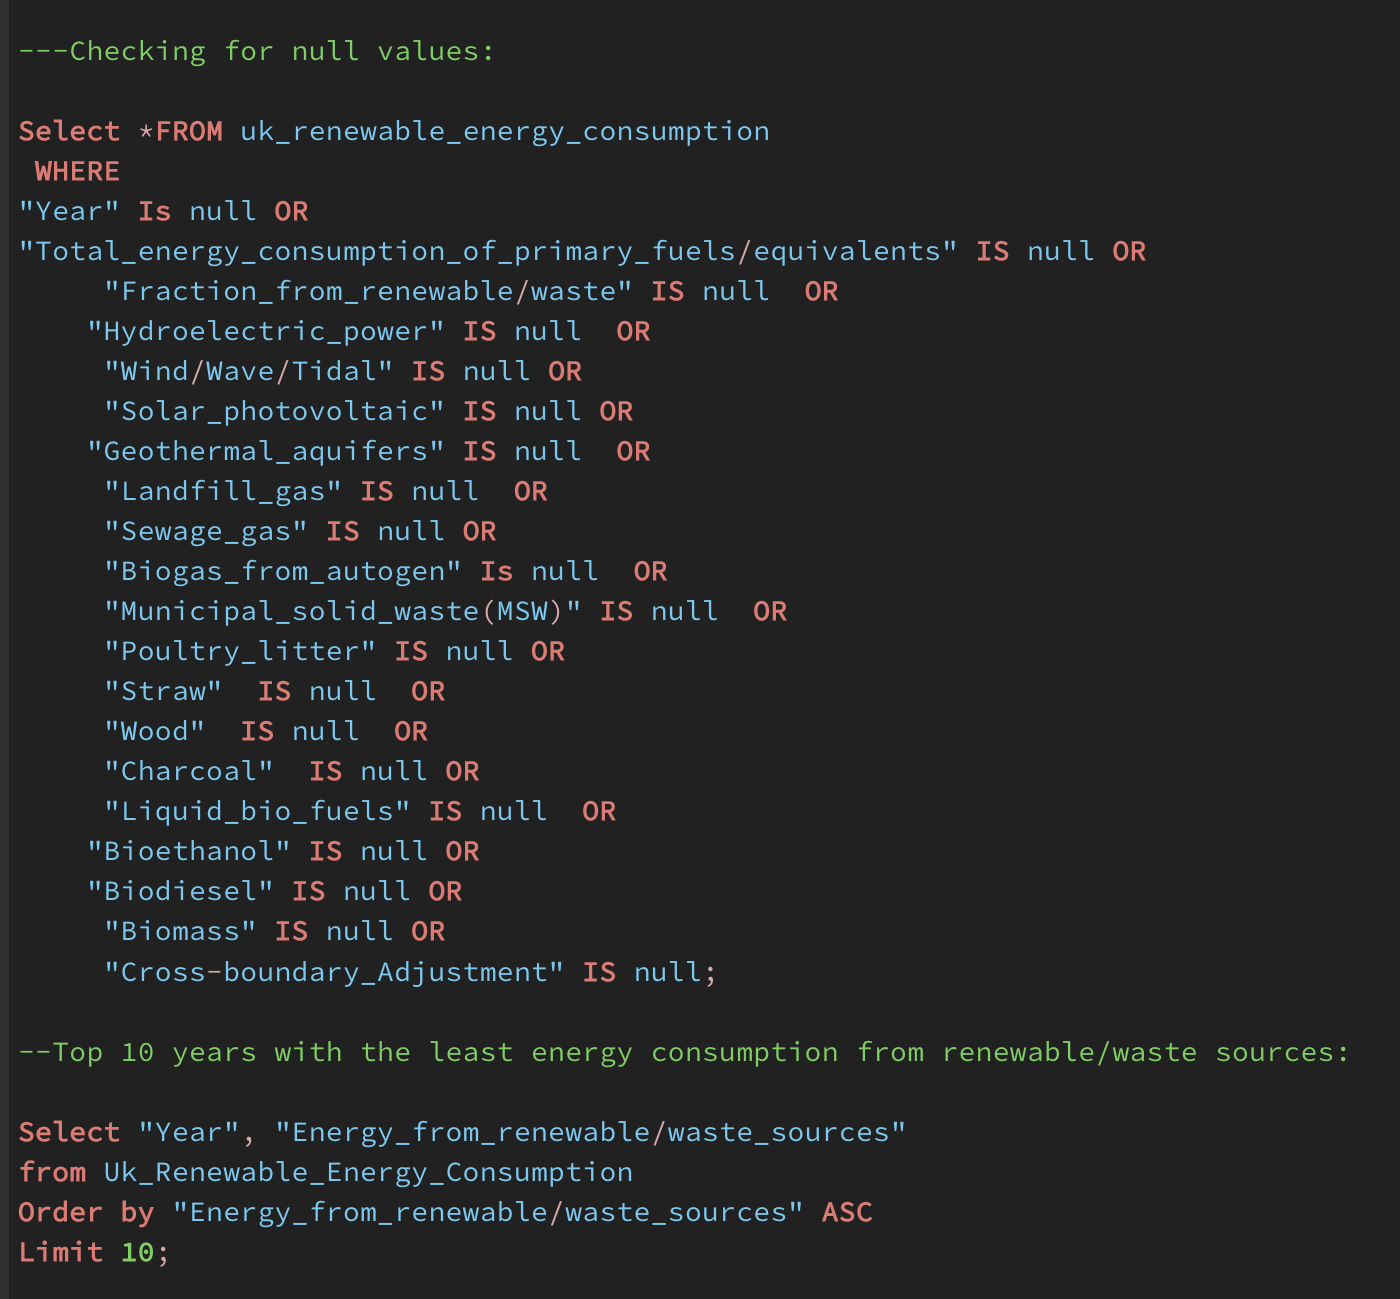 ---Checking for null values:
Select *FROM uk_renewable_energy_consumption
WHERE
"Year" Is null OR
"Total_energy_consumption_of_primary_fuels/equivalents" IS null OR
"Fraction_from_renewable/waste" IS null  OR
"Hydroelectric_power" IS null  OR
"Wind/Wave/Tidal" IS null OR
"Solar_photovoltaic" IS null OR
"Geothermal_aquifers" IS null  OR
"Landfill_gas" IS null  OR
"Sewage_gas" IS null OR
"Biogas_from_autogen" Is null  OR
"Municipal_solid_waste(MSW)" IS null  OR
"Poultry_litter" IS null OR
"Straw"  IS null  OR
"Wood"  IS null  OR
"Charcoal"  IS null OR
"Liquid_bio_fuels" IS null  OR
"Bioethanol" IS null OR
"Biodiesel" IS null OR
"Biomass" IS null OR
"Cross-boundary_Adjustment" IS null;
--Top 10 years with the least energy consumption from renewable/waste sources:
Select "Year", "Energy_from_renewable/waste_sources"
from Uk_Renewable_Energy_Consumption
Order by "Energy_from_renewable/waste_sources" ASC
Limit 10;